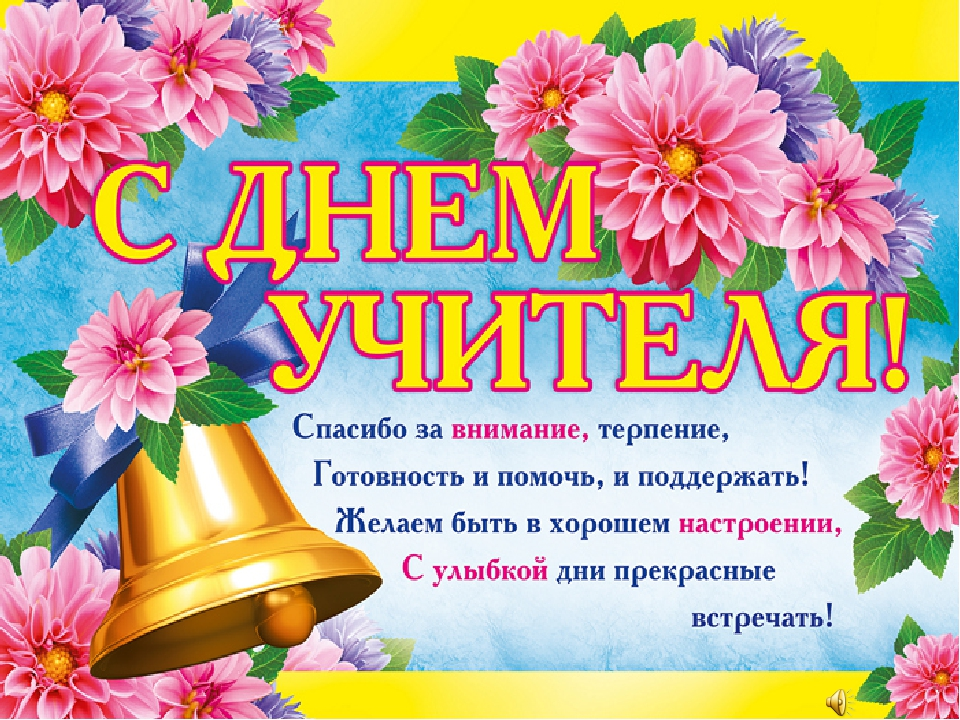 С ДНЕМ
УЧИТЕЛЯ!
Спасибо за внимание, терпение,
Готовность и помочь, и поддержать!
Желаем быть в хорошем настроении,
С улыбкой дни прекрасные
встречать!